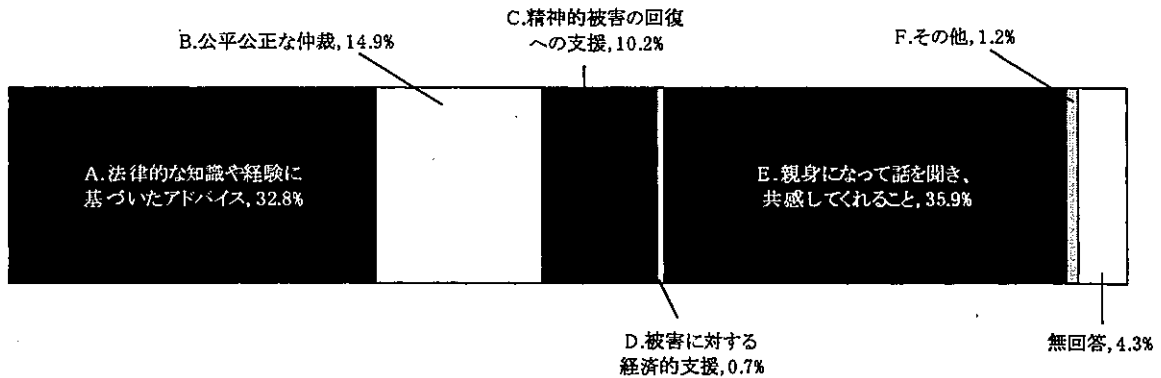 B.公平公正な仲裁,14.9%
C.精神的被害の回復
への支援,10.2%
F.その他,1.2%
A.法律的な知識や経験に
基づいたアドバイス,32.8%
E.親身になって話を聞き、
共感してくれること,35.9%
D.被害に対する
経済的支援,0.7%
無回答,4.3%